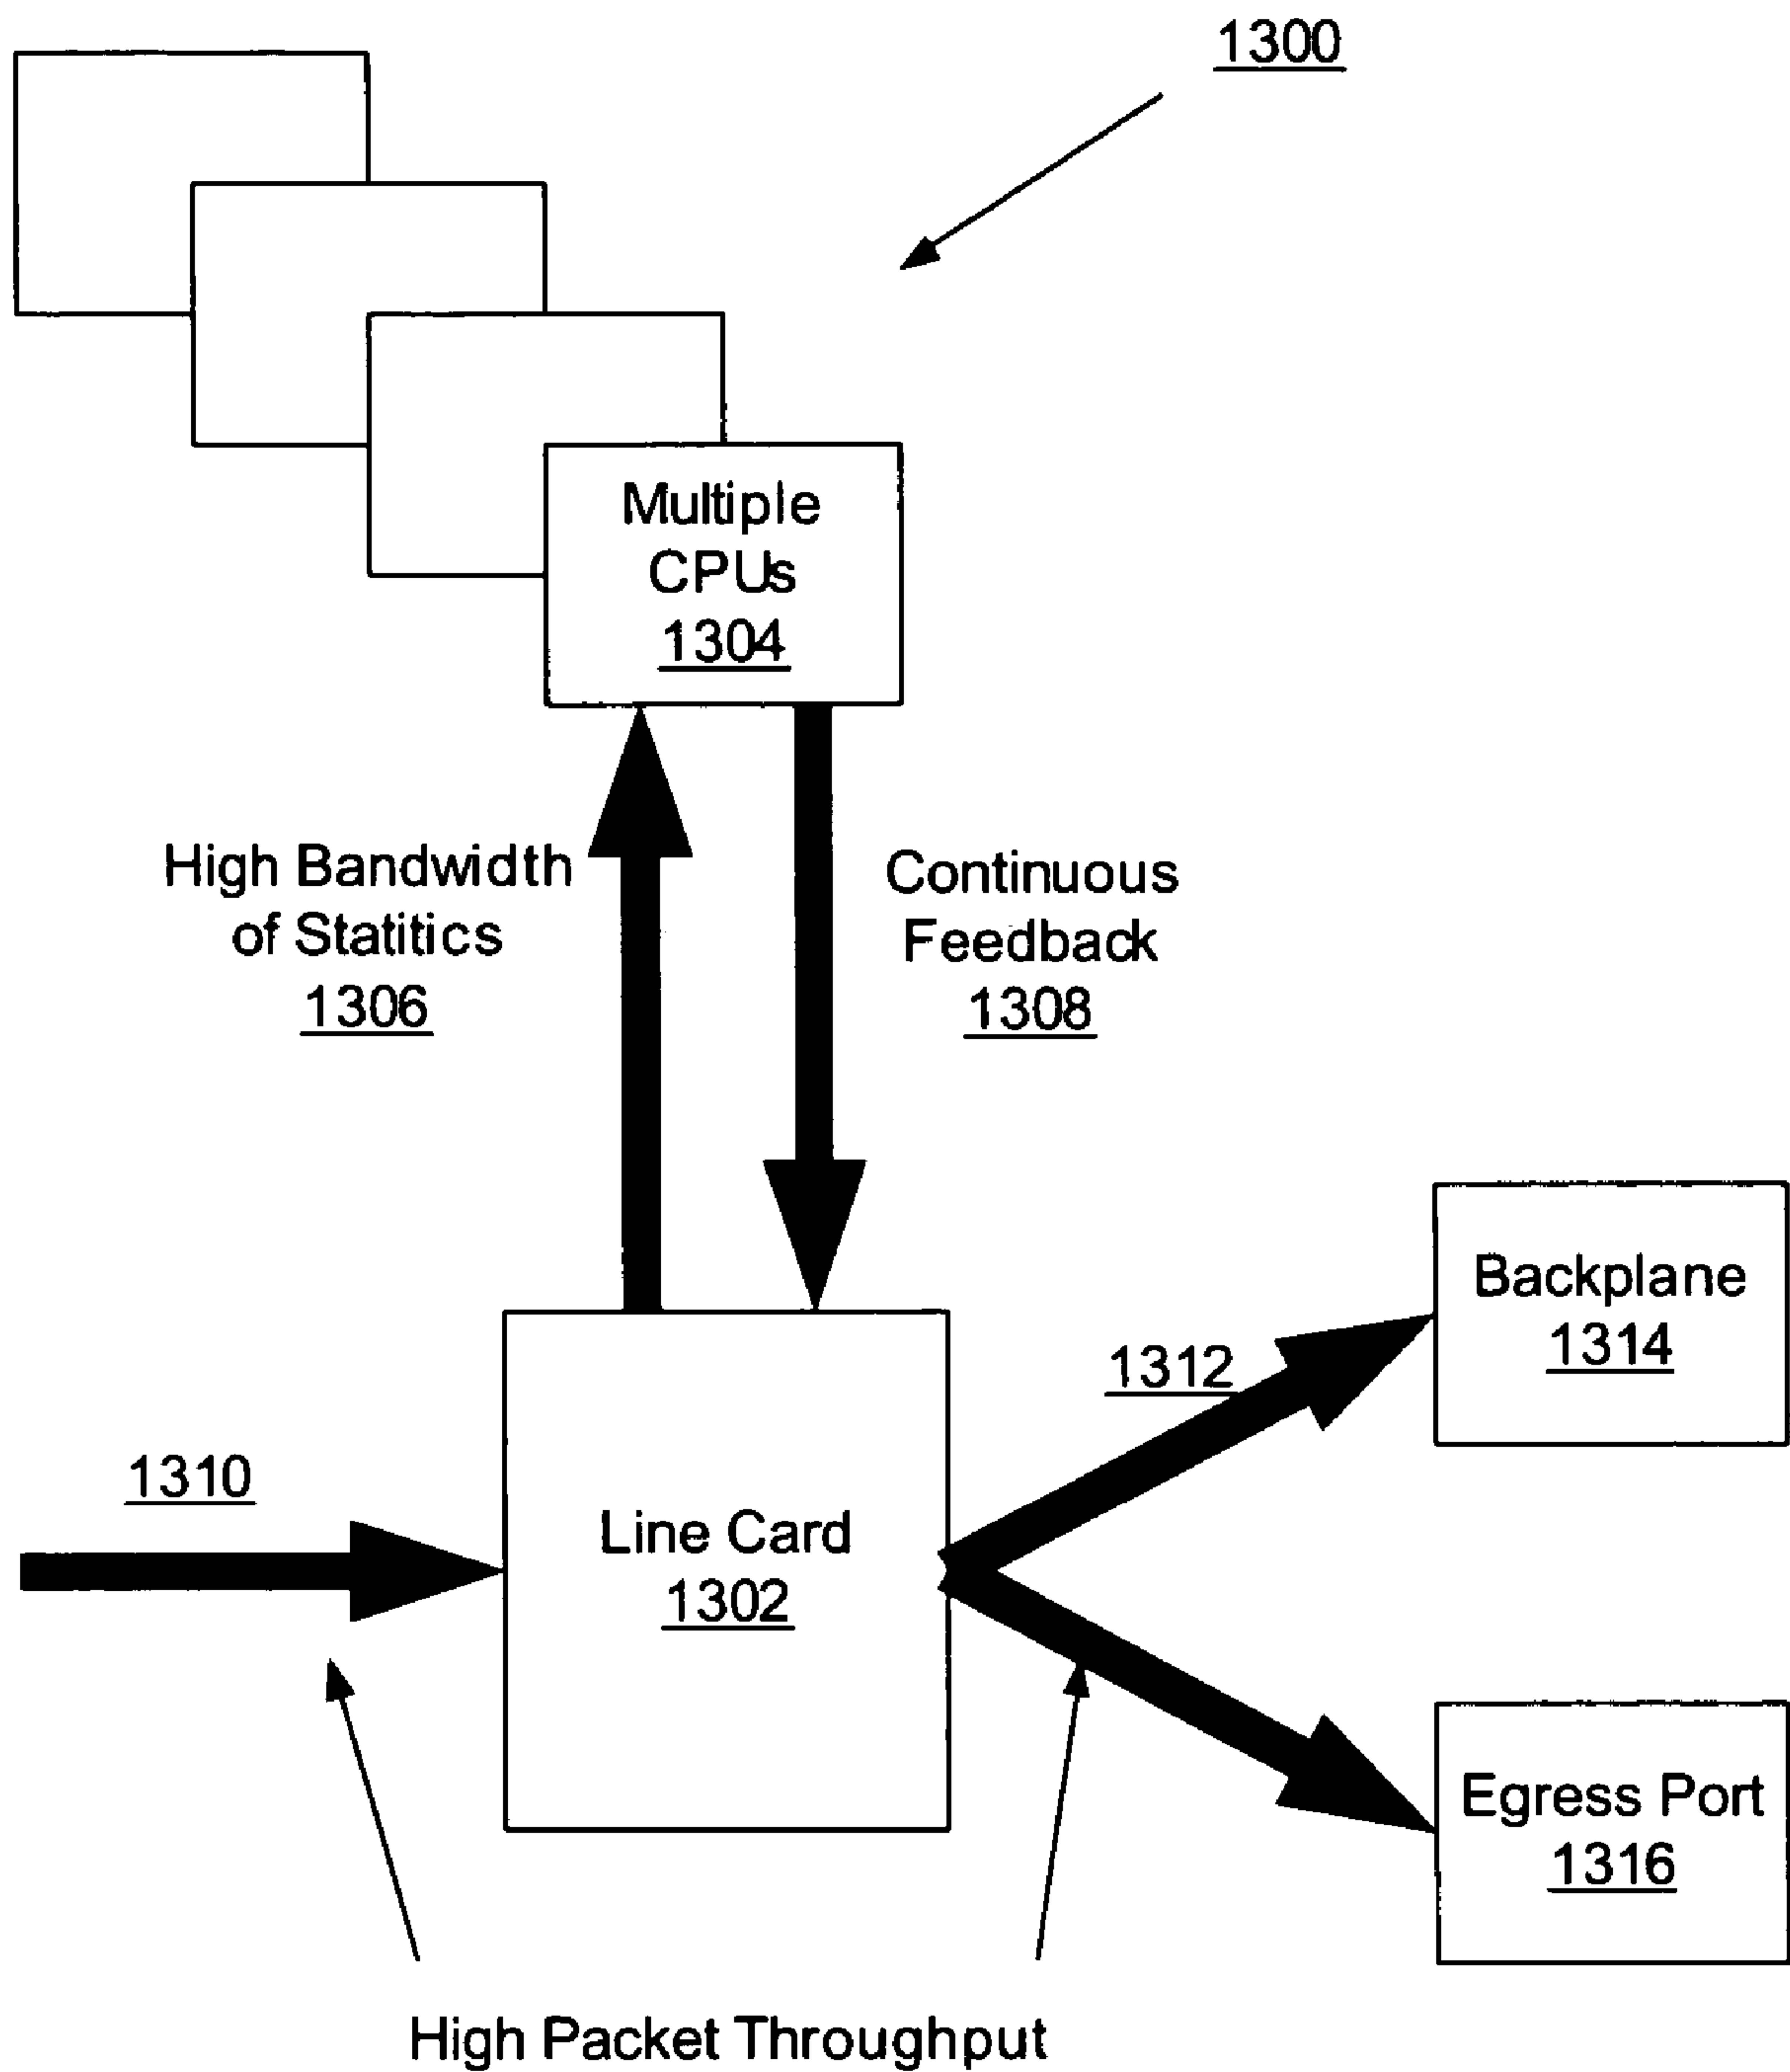 1300
Multiple
CPUs
1304
High Bandwidth
of Statitics
1306
Continuous
Feedback
1308
Backplane
1314
1312
1310
Line Card
1302
Egress Port
1316
High Packet Throughput